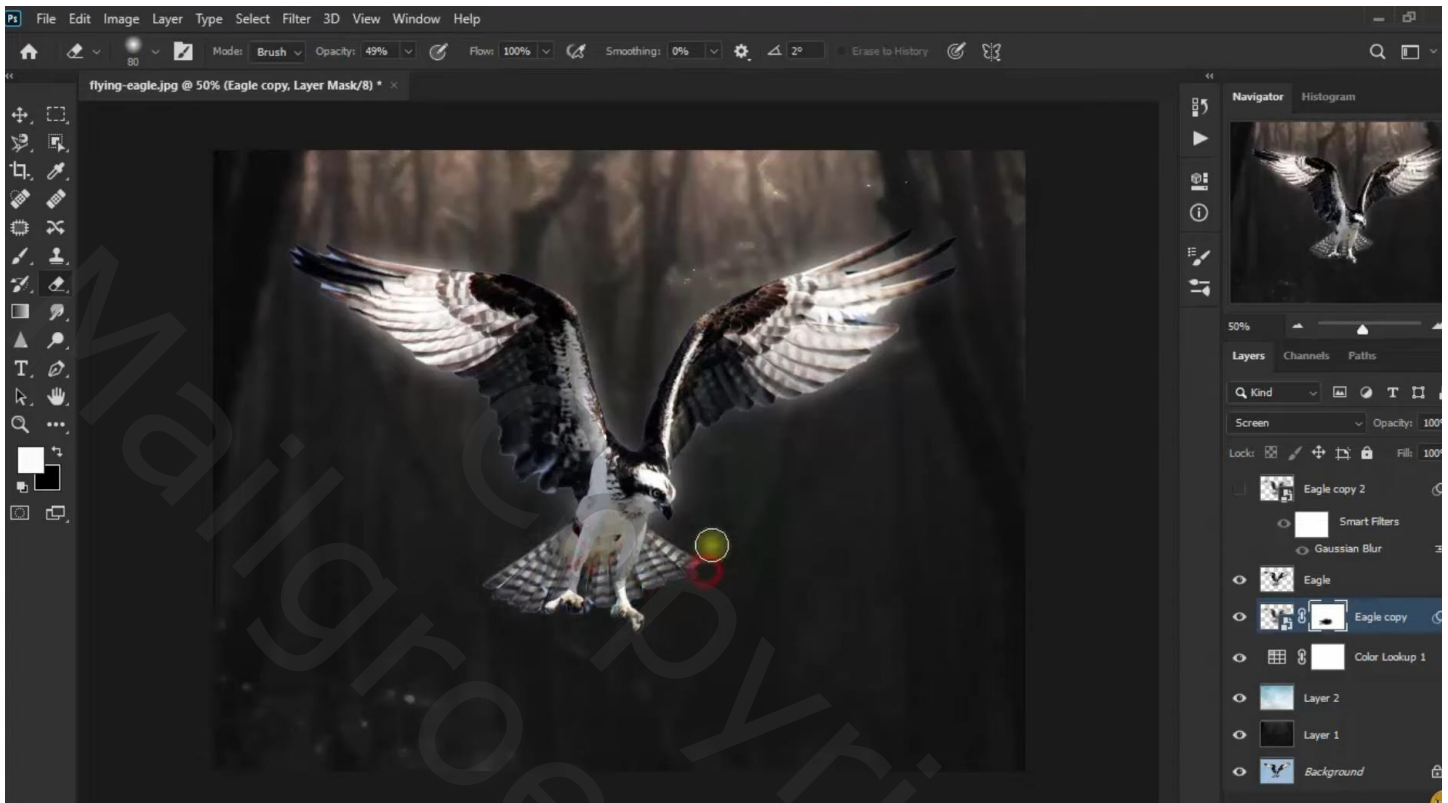 Ps File Edit Image Layer Type Select Filter 3D View Window Help
80 Mode: Brush Opacity: 49% Flow: 100% Smoothing: 0% 2° Erase to History
flying-eagle.jpg @ 50% (Eagle copy, Layer Mask/8) * ×
Navigator Histogram
50%
Layers Channels Paths
Kind
Screen Opacity: 100%
Lock: Fill: 100%
Eagle copy 2
Smart Filters
Gaussian Blur
Eagle
Eagle copy
Color Lookup 1
Layer 2
Layer 1
Background